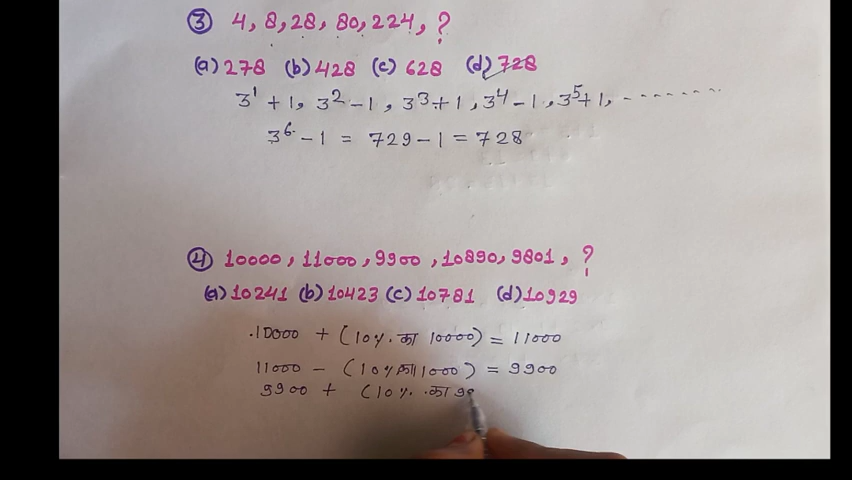 ③ 4, 8, 28, 80, 224, ?
(a) 278 (b) 428 (c) 628 (d) 728
3¹ + 1, 3² - 1, 3³ + 1, 3⁴ - 1, 3⁵ + 1, --------
3⁶ - 1 = 729 - 1 = 728
④ 10000, 11000, 9900, 10890, 9801, ?
(a) 10241 (b) 10423 (c) 10781 (d) 10929
10000 + (10%. का 10000) = 11000
11000 - (10% का 11000) = 9900
9900 + (10%. का 99